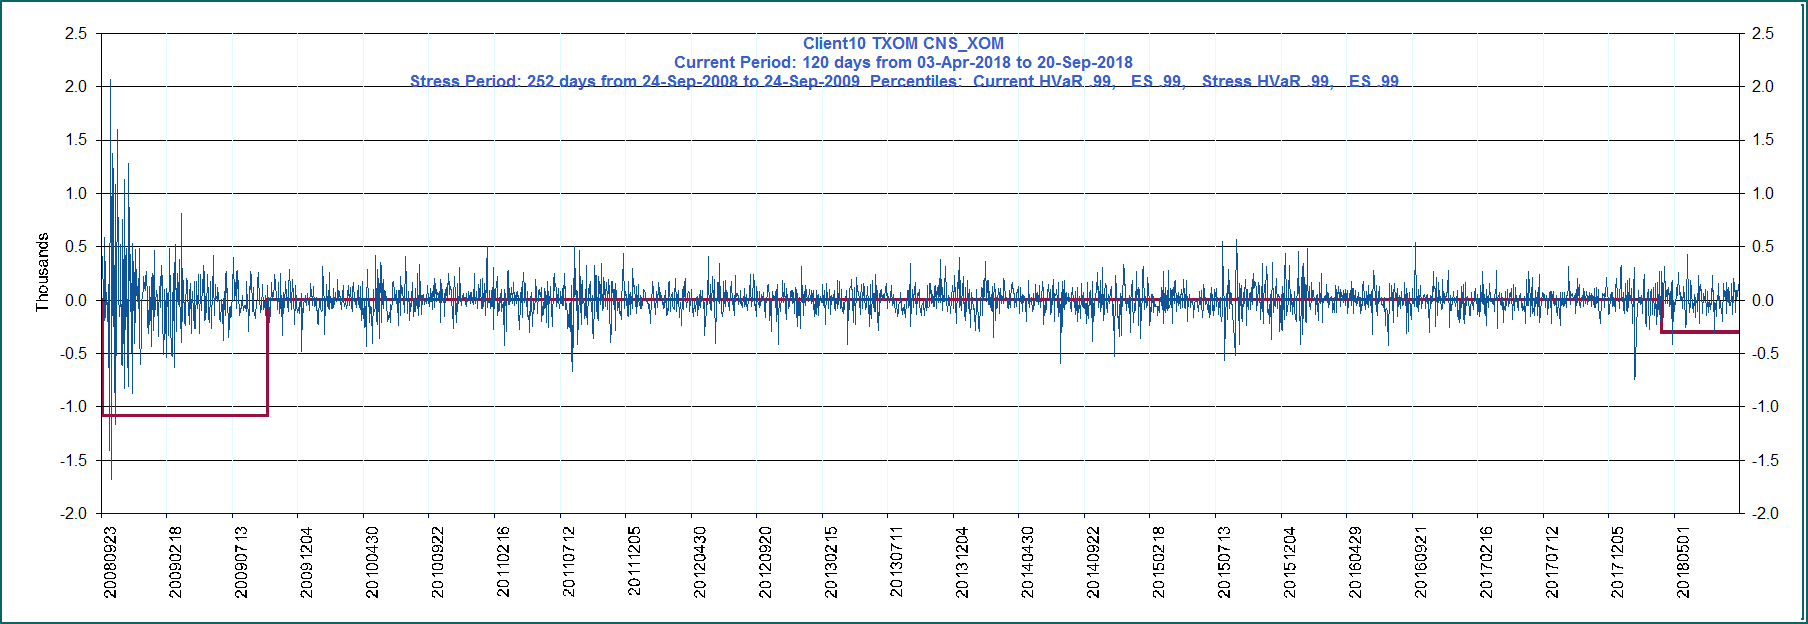 Client10 TXOM CNS_XOM
Current Period: 120 days from 03-Apr-2018 to 20-Sep-2018
Stress Period: 252 days from 24-Sep-2008 to 24-Sep-2009 Percentiles: Current HVaR .99, ES .99, Stress HVaR .99, ES .99
2.5 2.5
2.0 2.0
1.5 1.5
1.0 1.0
0.5 0.5
0.0 0.0
-0.5 -0.5
-1.0 -1.0
-1.5 -1.5
-2.0 -2.0
Thousands
20080923 20090218 20090713 20091204 20100430 20100922 20110216 20110712 20111205 20120430 20120920 20130215 20130711 20131204 20140430 20140922 20150218 20150713 20151204 20160429 20160921 20170216 20170712 20171205 20180501